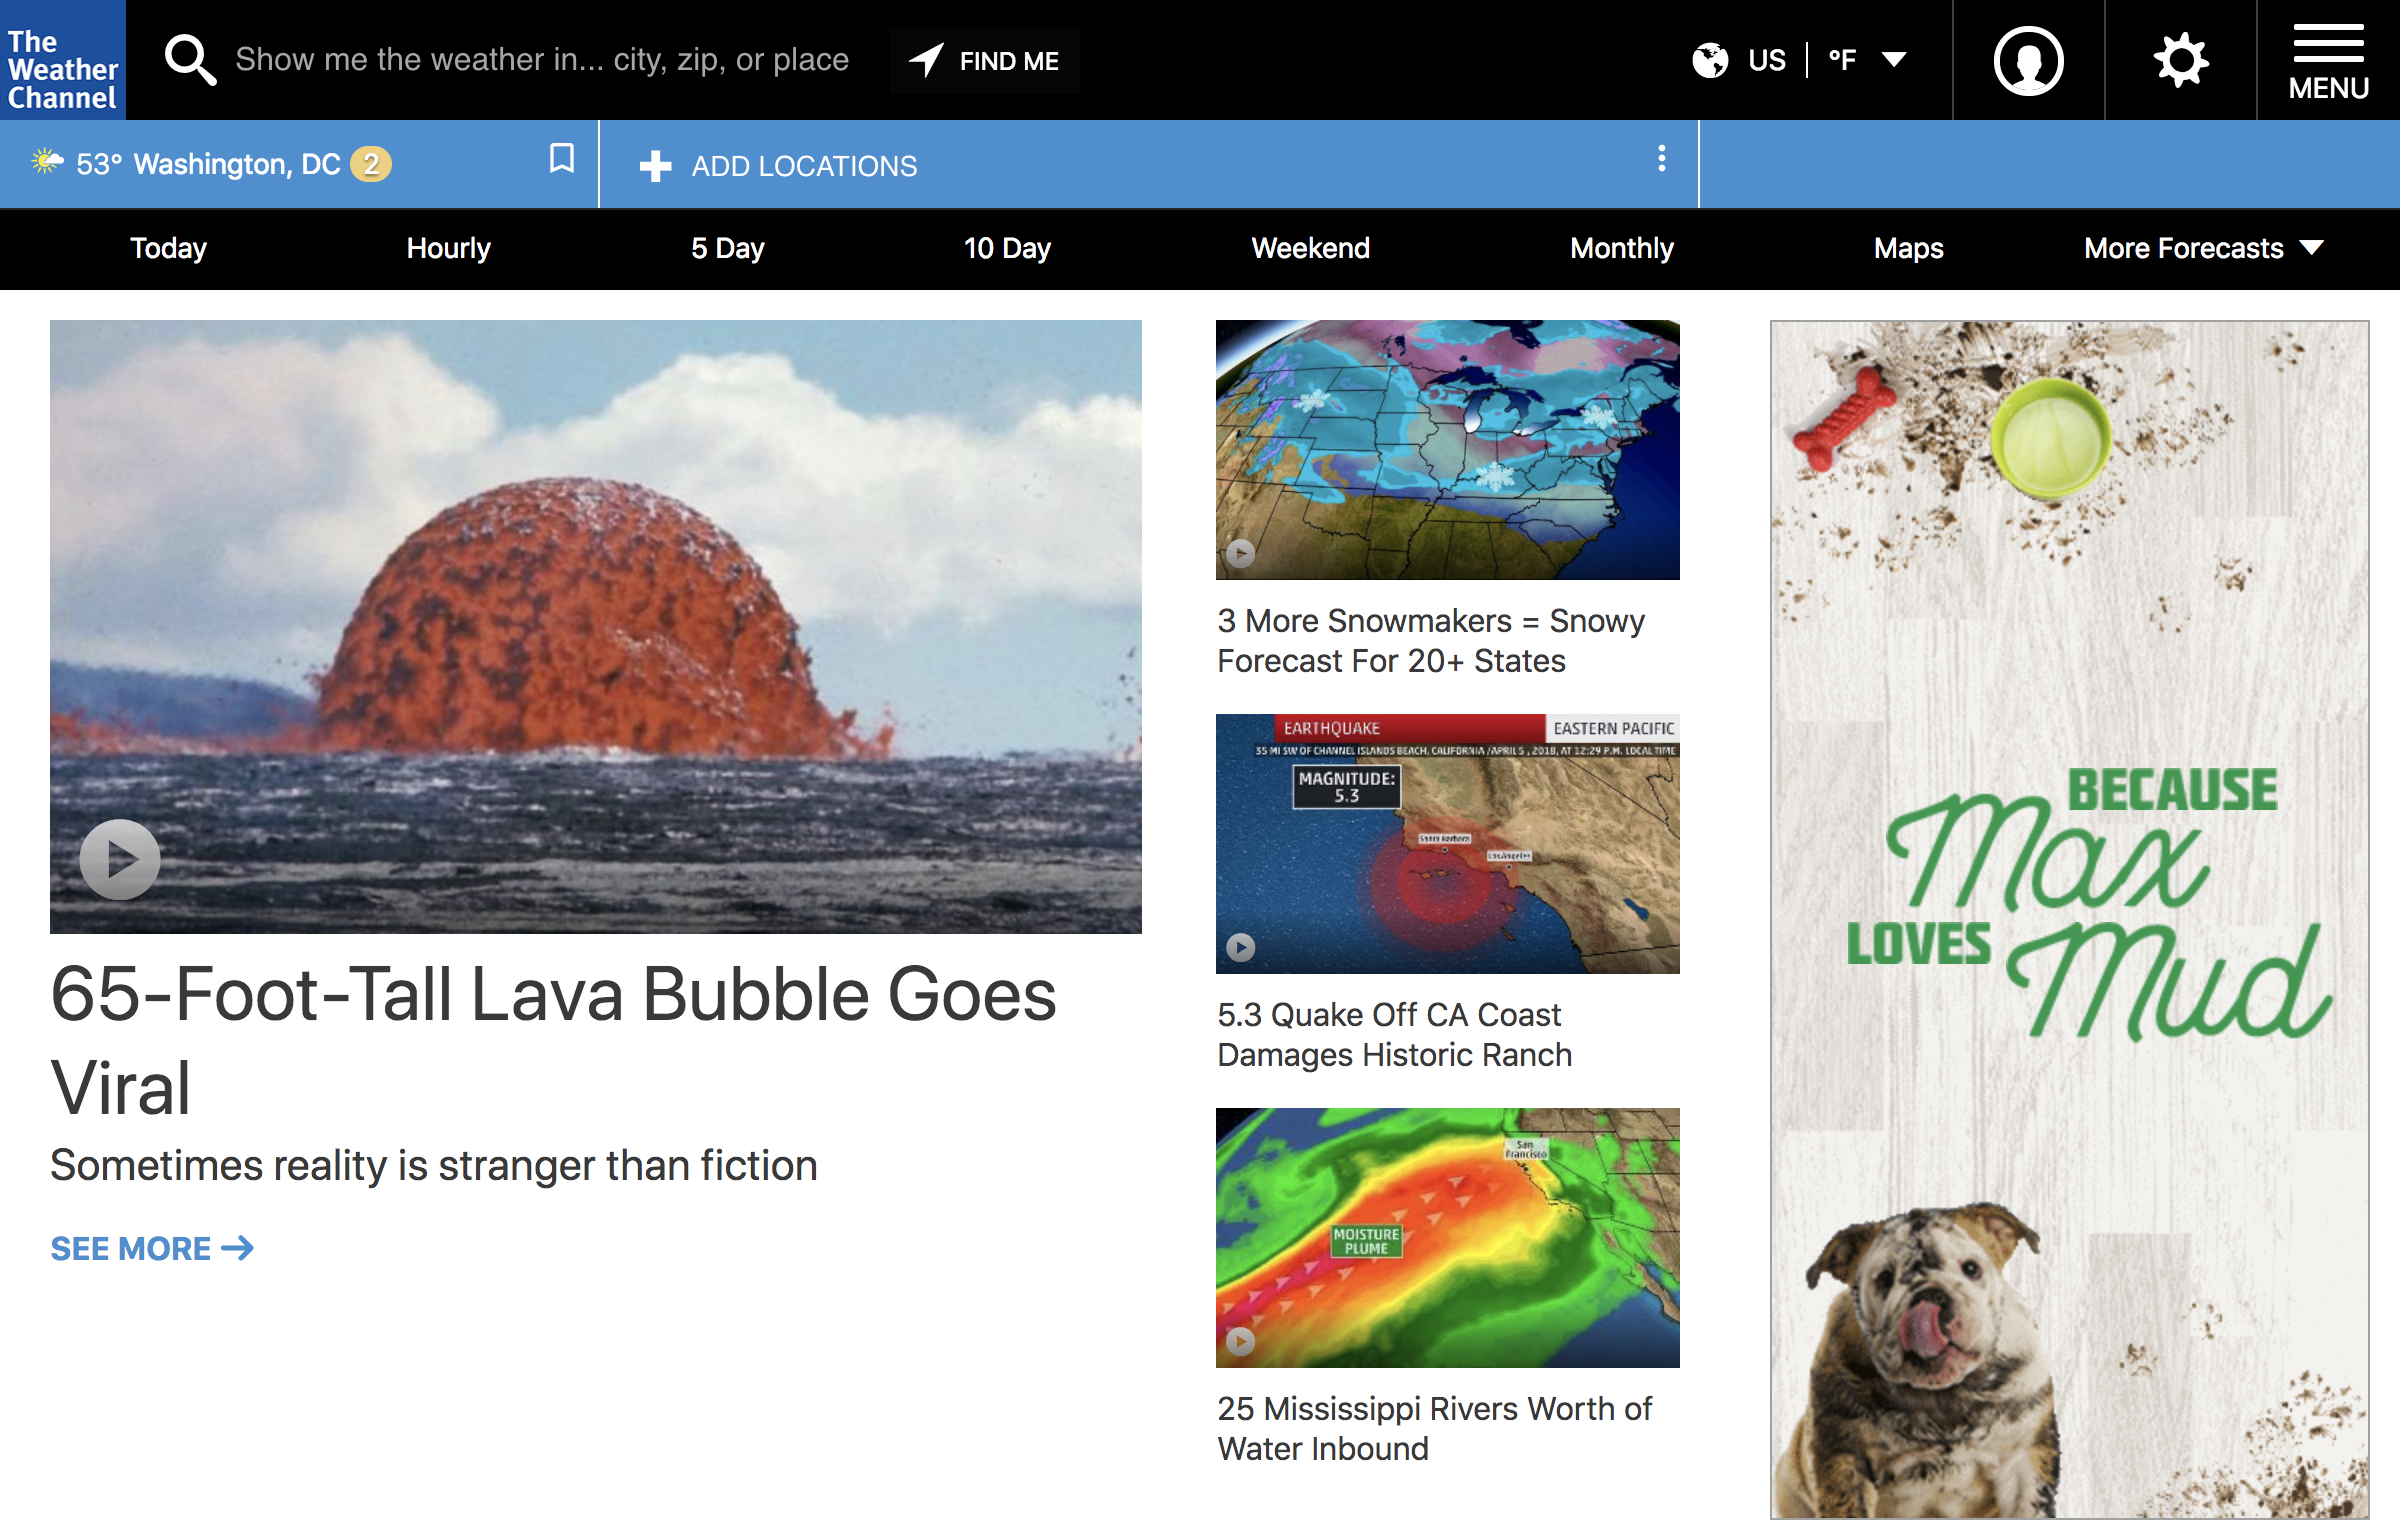 The
Weather
Channel
Show me the weather in... city, zip, or place
FIND ME
US
°F
MENU
53° Washington, DC 2
ADD LOCATIONS
Today
Hourly
5 Day
10 Day
Weekend
Monthly
Maps
More Forecasts
65-Foot-Tall Lava Bubble Goes
Viral
Sometimes reality is stranger than fiction
SEE MORE
3 More Snowmakers = Snowy
Forecast For 20+ States
EARTHQUAKE
EASTERN PACIFIC
35 MI SW OF CHANNEL ISLANDS BEACH, CALIFORNIA /APRIL 5, 2018, AT 12:29 P.M. LOCAL TIME
MAGNITUDE:
5.3
Santa Barbara
Los Angeles
5.3 Quake Off CA Coast
Damages Historic Ranch
San
Francisco
MOISTURE
PLUME
25 Mississippi Rivers Worth of
Water Inbound
BECAUSE
Max
LOVES
Mud